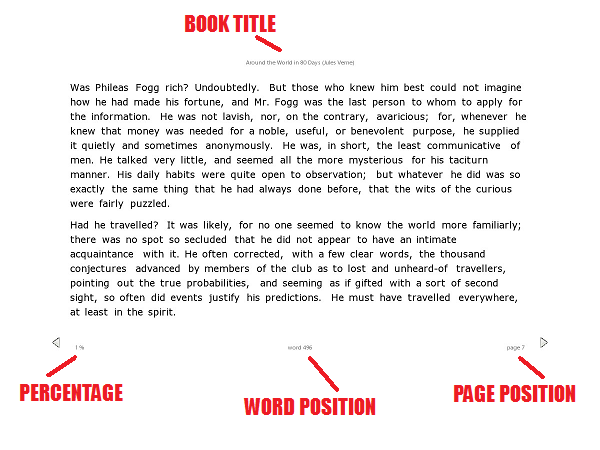 BOOK TITLE
Around the World in 80 Days (Jules Verne)
Was Phileas Fogg rich? Undoubtedly. But those who knew him best could not imagine
how he had made his fortune, and Mr. Fogg was the last person to whom to apply for
the information. He was not lavish, nor, on the contrary, avaricious; for, whenever he
knew that money was needed for a noble, useful, or benevolent purpose, he supplied
it quietly and sometimes anonymously. He was, in short, the least communicative of
men. He talked very little, and seemed all the more mysterious for his taciturn
manner. His daily habits were quite open to observation; but whatever he did was so
exactly the same thing that he had always done before, that the wits of the curious
were fairly puzzled.
Had he travelled? It was likely, for no one seemed to know the world more familiarly;
there was no spot so secluded that he did not appear to have an intimate
acquaintance with it. He often corrected, with a few clear words, the thousand
conjectures advanced by members of the club as to lost and unheard-of travellers,
pointing out the true probabilities, and seeming as if gifted with a sort of second
sight, so often did events justify his predictions. He must have travelled everywhere,
at least in the spirit.
1 % word 496 page 7
PERCENTAGE WORD POSITION PAGE POSITION